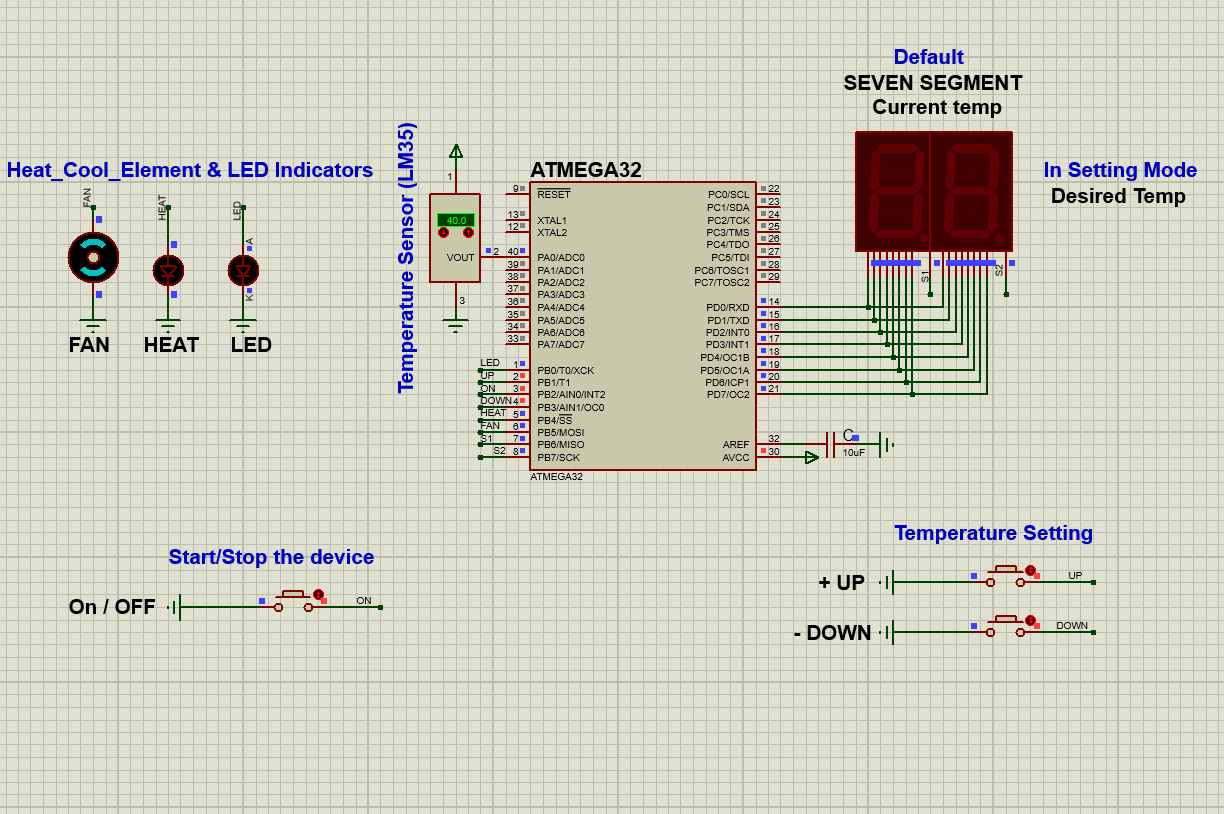 Default
SEVEN SEGMENT
Current temp
Heat_Cool_Element & LED Indicators
FAN
HEAT
LED
A
K
FAN
HEAT
LED
Temperature Sensor (LM35)
1
40.0
VOUT
2
3
ATMEGA32
9 RESET
13 XTAL1
12 XTAL2
40 PA0/ADC0
39 PA1/ADC1
38 PA2/ADC2
37 PA3/ADC3
36 PA4/ADC4
35 PA5/ADC5
34 PA6/ADC6
33 PA7/ADC7
LED 1 PB0/T0/XCK
UP 2 PB1/T1
ON 3 PB2/AIN0/INT2
DOWN 4 PB3/AIN1/OC0
HEAT 5 PB4/SS
FAN 6 PB5/MOSI
S1 7 PB6/MISO
S2 8 PB7/SCK
PC0/SCL 22
PC1/SDA 23
PC2/TCK 24
PC3/TMS 25
PC4/TDO 26
PC5/TDI 27
PC6/TOSC1 28
PC7/TOSC2 29
PD0/RXD 14
PD1/TXD 15
PD2/INT0 16
PD3/INT1 17
PD4/OC1B 18
PD5/OC1A 19
PD6/ICP1 20
PD7/OC2 21
AREF 32
AVCC 30
ATMEGA32
C
10uF
S1
S2
In Setting Mode
Desired Temp
Start/Stop the device
On / OFF
ON
Temperature Setting
+ UP
UP
- DOWN
DOWN